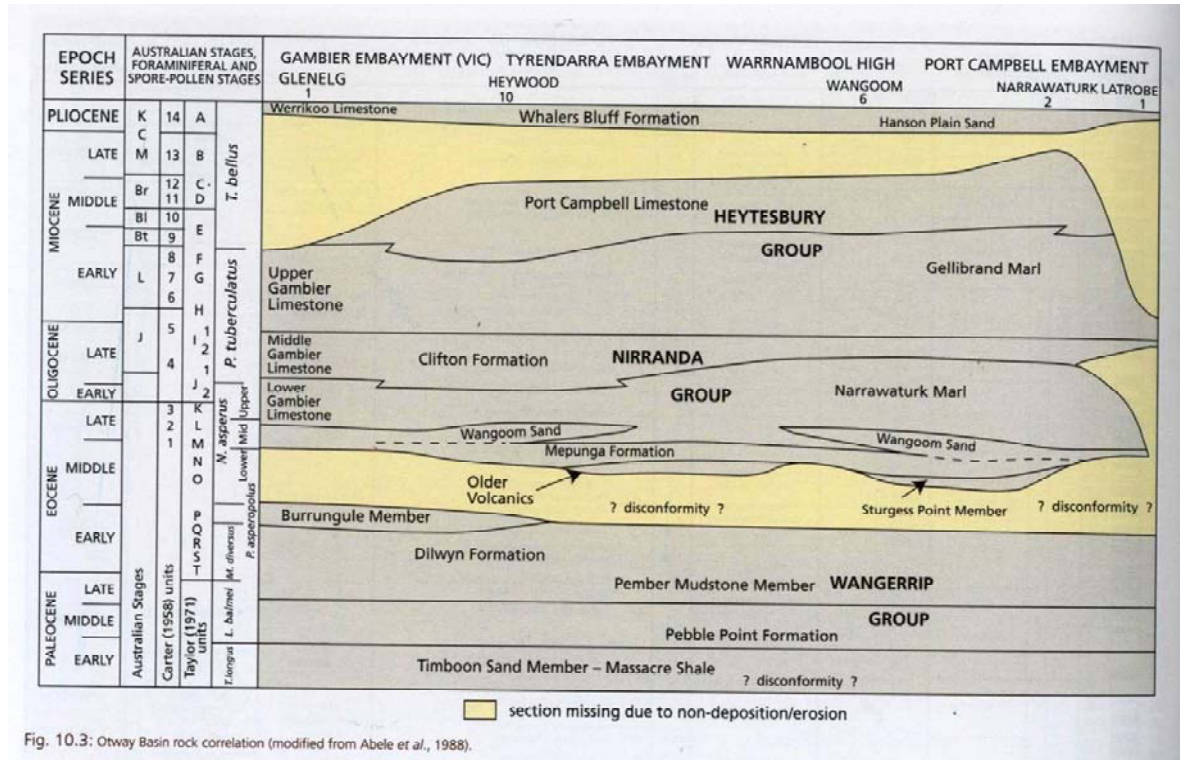 EPOCH
SERIES
AUSTRALIAN STAGES,
FORAMINIFERAL AND
SPORE-POLLEN STAGES
GAMBIER EMBAYMENT (VIC) TYRENDARRA EMBAYMENT WARRNAMBOOL HIGH PORT CAMPBELL EMBAYMENT
GLENELG HEYWOOD WANGOOM NARRAWATURK LATROBE
1 10 6 2 1
PLIOCENE K 14 A
Werrikoo Limestone
Whalers Bluff Formation
Hanson Plain Sand
C
MIOCENE
LATE M 13 B
T. bellus
MIDDLE Br 12 C·
11 D
Port Campbell Limestone
HEYTESBURY
GROUP
Bl 10 E
Bt 9
EARLY L 8 F
7 G
6 H
Upper
Gambier
Limestone
Gellibrand Marl
P. tuberculatus
OLIGOCENE
J 5 I 1
LATE 4 2
1
Middle
Gambier
Limestone
Clifton Formation
NIRRANDA
GROUP
Narrawaturk Marl
EARLY J 2
Lower
Gambier
Limestone
EOCENE
LATE 3 K
2 L
1 M
N. asperus
Upper
Mid
Lower
Wangoom Sand
Wangoom Sand
Mepunga Formation
MIDDLE N
O
Older
Volcanics
? disconformity ?
Sturgess Point Member
? disconformity ?
P. asperopolus
EARLY P
Q
R
S
T
M. diversus
Burrungule Member
Dilwyn Formation
PALEOCENE
LATE
Pember Mudstone Member WANGERRIP
GROUP
L. balmei
MIDDLE
Pebble Point Formation
EARLY
T.longus
Timboon Sand Member – Massacre Shale
? disconformity ?
Australian Stages
Carter (1958) units
Taylor (1971)
units
section missing due to non-deposition/erosion
Fig. 10.3: Otway Basin rock correlation (modified from Abele et al., 1988).